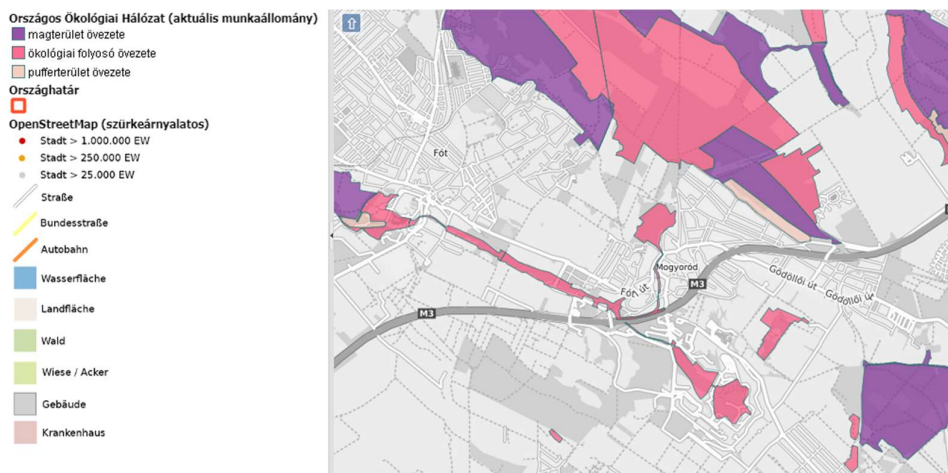 Országos Ökológiai Hálózat (aktuális munkaállomány)
magterület övezete
ökológiai folyosó övezete
pufferterület övezete
Országhatár
OpenStreetMap (szürkeárnyalatos)
Stadt > 1.000.000 EW
Stadt > 250.000 EW
Stadt > 25.000 EW
Straße
Bundesstraße
Autobahn
Wasserfläche
Landfläche
Wald
Wiese / Acker
Gebäude
Krankenhaus
Fót
Mogyoród
Fóti út
Gödöllői út - Gödöllői út
M3
M3